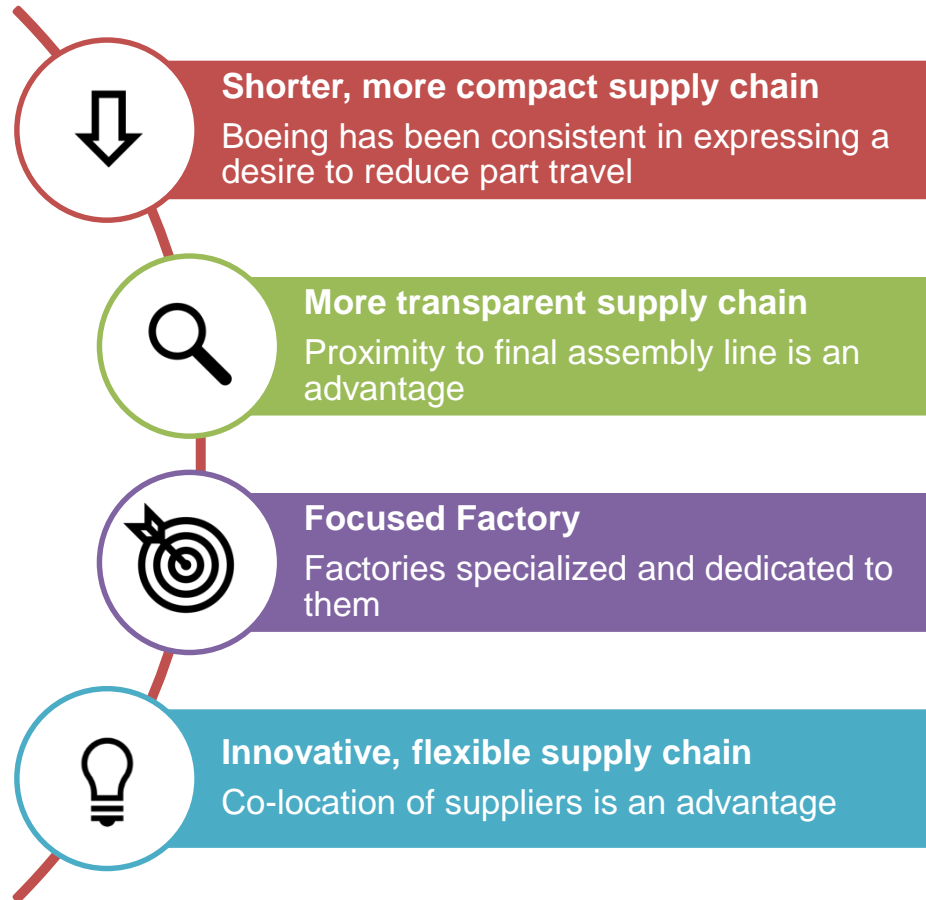 Shorter, more compact supply chain
Boeing has been consistent in expressing a
desire to reduce part travel
More transparent supply chain
Proximity to final assembly line is an
advantage
Focused Factory
Factories specialized and dedicated to
them
Innovative, flexible supply chain
Co-location of suppliers is an advantage